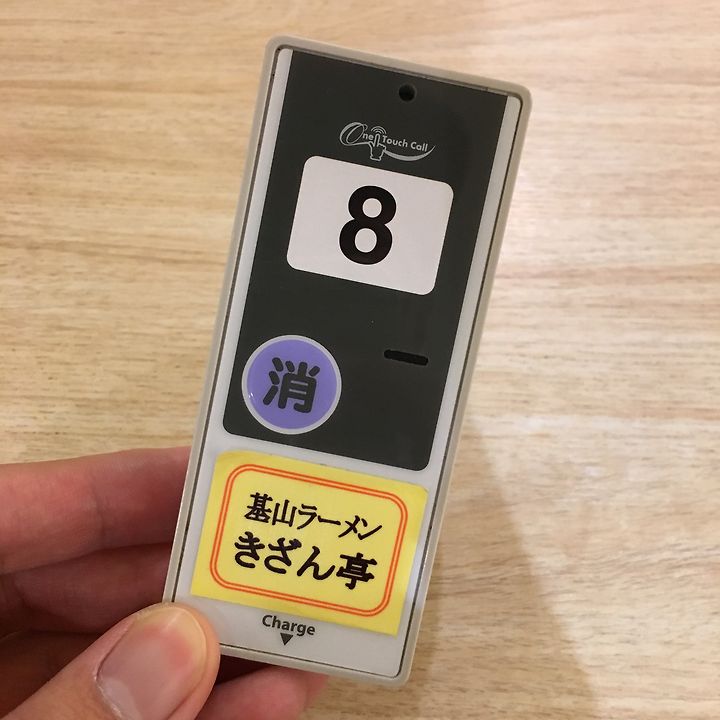 One Touch Call
8
消
基山ラーメン
きざん亭
Charge